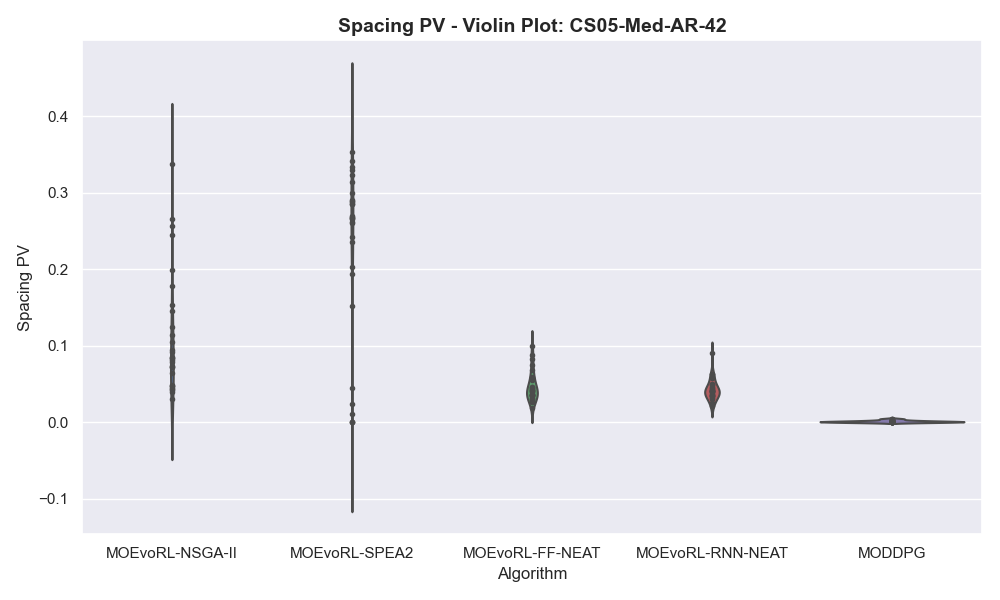 Spacing PV - Violin Plot: CS05-Med-AR-42
Spacing PV
0.4
0.3
0.2
0.1
0.0
−0.1
MOEvoRL-NSGA-II
MOEvoRL-SPEA2
MOEvoRL-FF-NEAT
MOEvoRL-RNN-NEAT
MODDPG
Algorithm